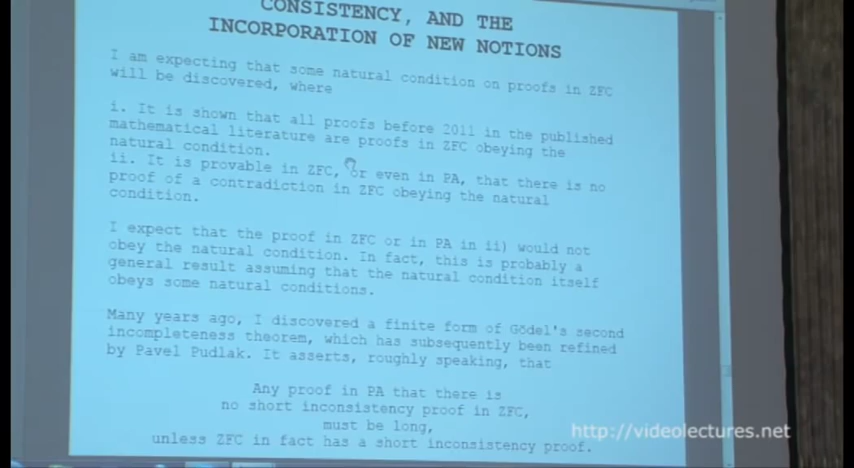 CONSISTENCY, AND THE
INCORPORATION OF NEW NOTIONS
I am expecting that some natural condition on proofs in ZFC
will be discovered, where
i. It is shown that all proofs before 2011 in the published
mathematical literature are proofs in ZFC obeying the
natural condition.
ii. It is provable in ZFC, or even in PA, that there is no
proof of a contradiction in ZFC obeying the natural
condition.
I expect that the proof in ZFC or in PA in ii) would not
obey the natural condition. In fact, this is probably a
general result assuming that the natural condition itself
obeys some natural conditions.
Many years ago, I discovered a finite form of Gödel's second
incompleteness theorem, which has subsequently been refined
by Pavel Pudlak. It asserts, roughly speaking, that
Any proof in PA that there is
no short inconsistency proof in ZFC,
must be long,
unless ZFC in fact has a short inconsistency proof.
http://videolectures.net